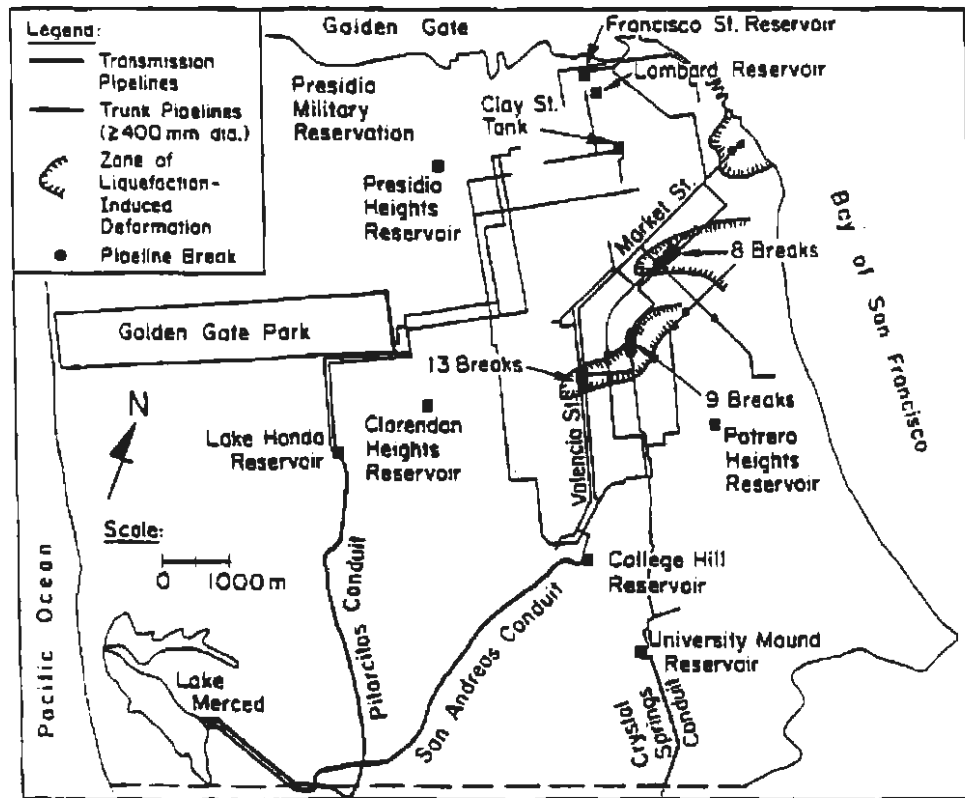 Legend:
Transmission
Pipelines
Trunk Pipelines
(≥400 mm dia.)
Zone of
Liquefaction-
Induced
Deformation
Pipeline Break
Golden Gate
Francisco St. Reservoir
Lombard Reservoir
Presidio
Military
Reservation
Clay St.
Tank
Presidio
Heights
Reservoir
Market St.
8 Breaks
Bay of San Francisco
Golden Gate Park
13 Breaks
9 Breaks
N
Lake Honda
Reservoir
Clarendon
Heights
Reservoir
Valencia St.
Potrero
Heights
Reservoir
Scale:
0 1000 m
Pacific Ocean
Pilarcitos Conduit
San Andreas Conduit
College Hill
Reservoir
University Mound
Reservoir
Lake
Merced
Crystal
Springs
Conduit